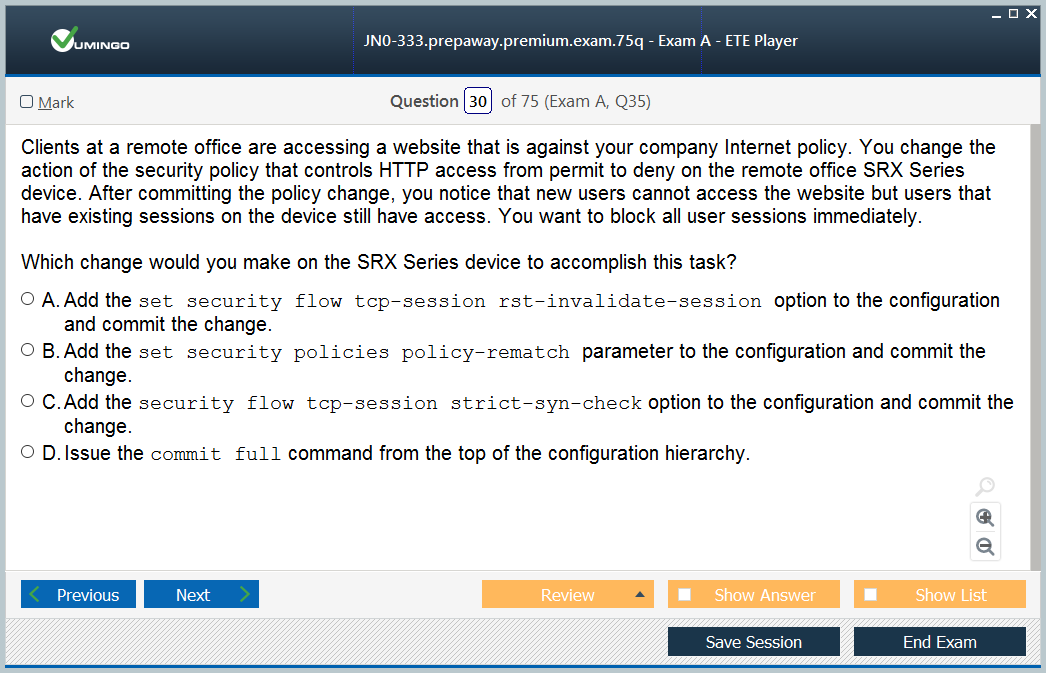 VUMINGO
JN0-333.prepaway.premium.exam.75q - Exam A - ETE Player
Mark
Question 30 of 75 (Exam A, Q35)
Clients at a remote office are accessing a website that is against your company Internet policy. You change the
action of the security policy that controls HTTP access from permit to deny on the remote office SRX Series
device. After committing the policy change, you notice that new users cannot access the website but users that
have existing sessions on the device still have access. You want to block all user sessions immediately.
Which change would you make on the SRX Series device to accomplish this task?
A. Add the set security flow tcp-session rst-invalidate-session option to the configuration
and commit the change.
B. Add the set security policies policy-rematch parameter to the configuration and commit the
change.
C. Add the security flow tcp-session strict-syn-check option to the configuration and commit the
change.
D. Issue the commit full command from the top of the configuration hierarchy.
Previous
Next
Review
Show Answer
Show List
Save Session
End Exam